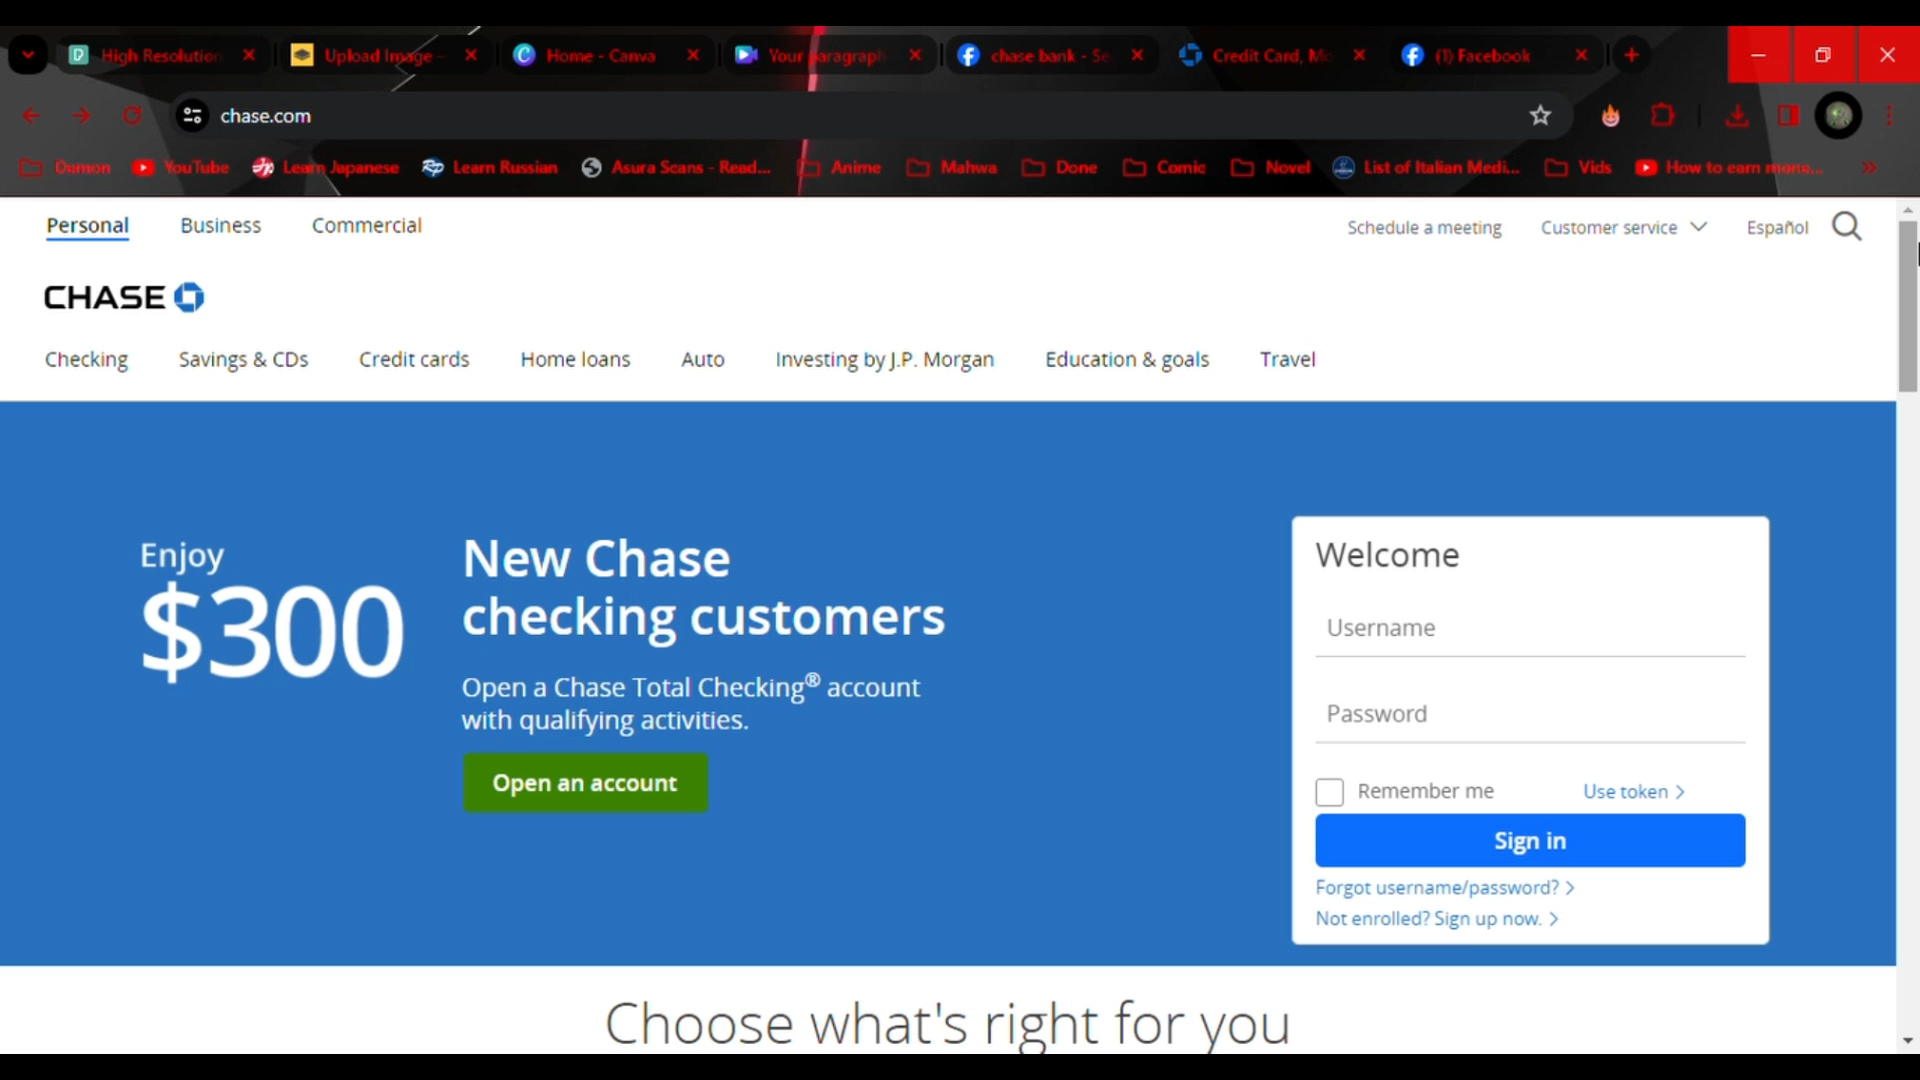 High Resolution
Upload Image -
Home - Canva
Your paragraph
chase bank - Se
Credit Card, Mo
(1) Facebook
chase.com
Damon
YouTube
Learn Japanese
Learn Russian
Asura Scans - Read...
Anime
Mahwa
Done
Comic
Novel
List of Italian Medi...
Vids
How to earn mone...
Personal
Business
Commercial
Schedule a meeting
Customer service
Español
CHASE
Checking
Savings & CDs
Credit cards
Home loans
Auto
Investing by J.P. Morgan
Education & goals
Travel
Enjoy
$300
New Chase
checking customers
Open a Chase Total Checking® account
with qualifying activities.
Open an account
Welcome
Username
Password
Remember me
Use token
Sign in
Forgot username/password?
Not enrolled? Sign up now.
Choose what's right for you